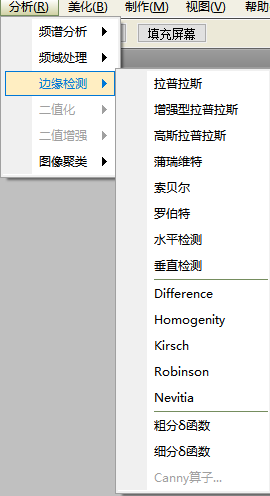 分析(R) 美化(B) 制作(M) 视图(V) 帮助
频谱分析
填充屏幕
频域处理
边缘检测
二值化
二值增强
图像聚类
拉普拉斯
增强型拉普拉斯
高斯拉普拉斯
蒲瑞维特
索贝尔
罗伯特
水平检测
垂直检测
Difference
Homogenity
Kirsch
Robinson
Nevitia
粗分δ函数
细分δ函数
Canny算子...